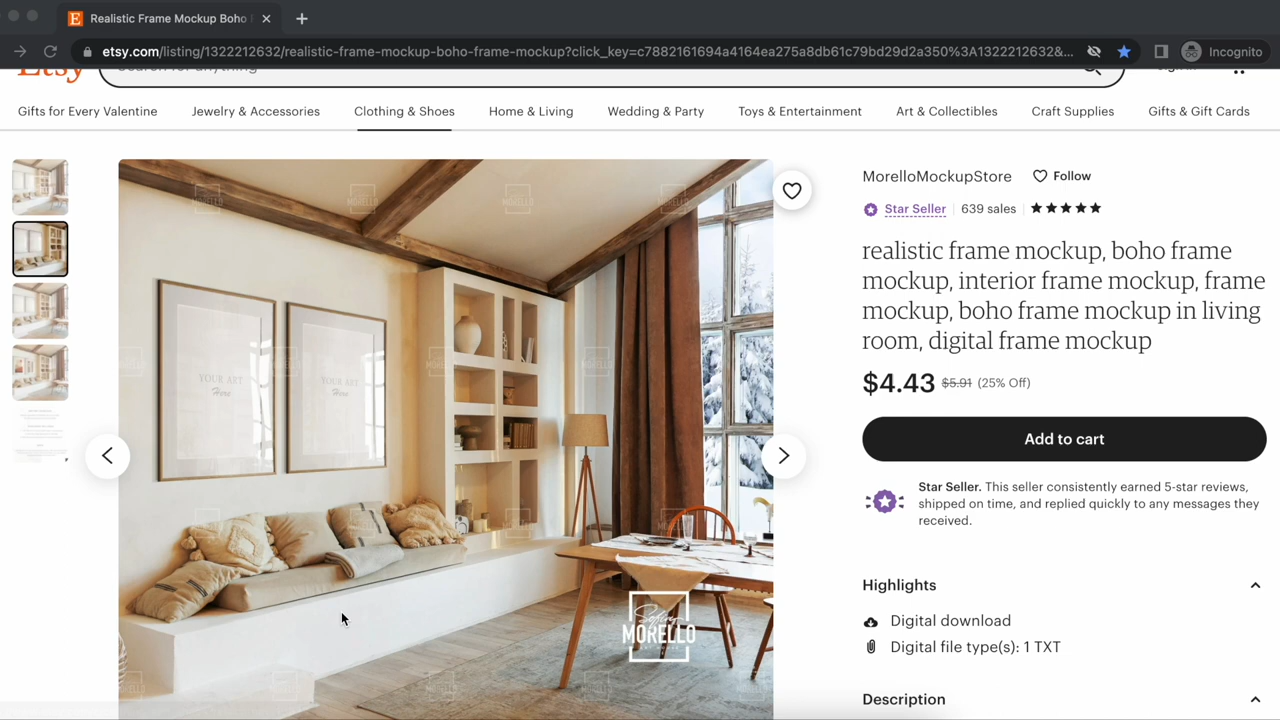 Realistic Frame Mockup Boho
etsy.com/listing/1322212632/realistic-frame-mockup-boho-frame-mockup?click_key=c7882161694a4164ea275a8db61c79bd29d2a350%3A1322212632&...
Incognito
Etsy
Search for anything
Gifts for Every Valentine
Jewelry & Accessories
Clothing & Shoes
Home & Living
Wedding & Party
Toys & Entertainment
Art & Collectibles
Craft Supplies
Gifts & Gift Cards
MorelloMockupStore
Follow
Star Seller
639 sales
realistic frame mockup, boho frame
mockup, interior frame mockup, frame
mockup, boho frame mockup in living
room, digital frame mockup
$4.43 $5.91 (25% Off)
Add to cart
Star Seller. This seller consistently earned 5-star reviews,
shipped on time, and replied quickly to any messages they
received.
Highlights
Digital download
Digital file type(s): 1 TXT
Description
YOUR ART
Here
YOUR ART
Here
MORELLO